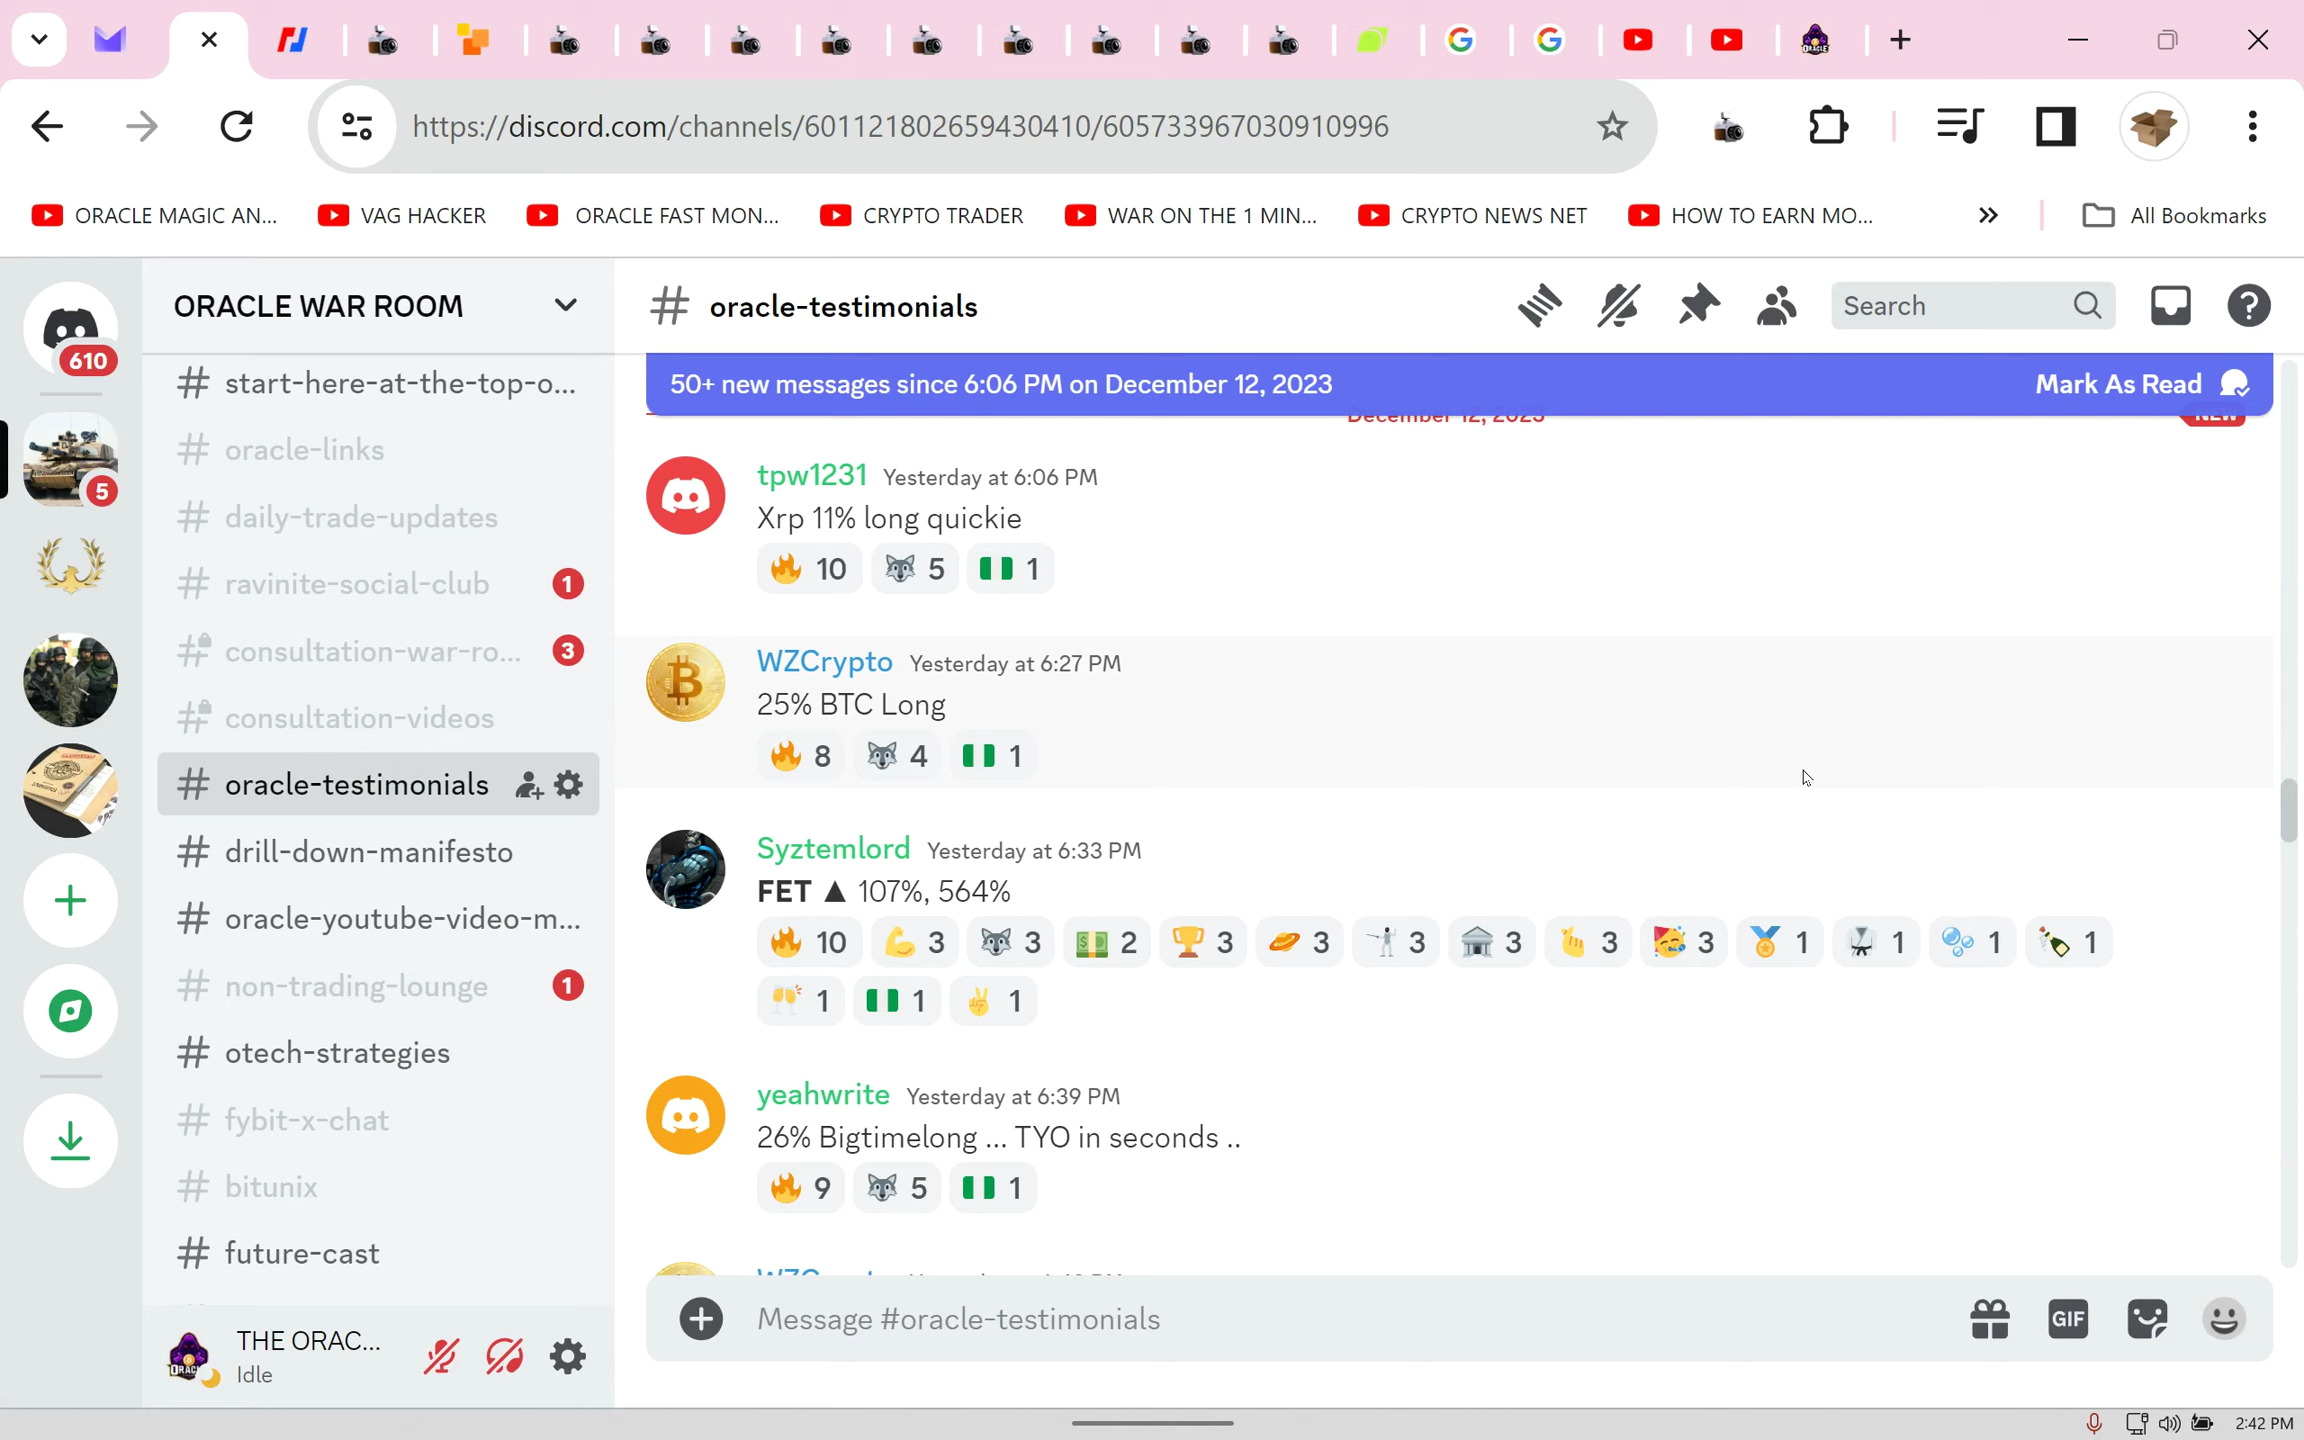 https://discord.com/channels/601121802659430410/605733967030910996
ORACLE MAGIC AN... VAG HACKER ORACLE FAST MON... CRYPTO TRADER WAR ON THE 1 MIN... CRYPTO NEWS NET HOW TO EARN MO... » All Bookmarks
ORACLE WAR ROOM
# oracle-testimonials
Search
610
5
# start-here-at-the-top-o...
# oracle-links
# daily-trade-updates
# ravinite-social-club 1
# consultation-war-ro... 3
# consultation-videos
# oracle-testimonials
# drill-down-manifesto
# oracle-youtube-video-m...
# non-trading-lounge 1
# otech-strategies
# fybit-x-chat
# bitunix
# future-cast
THE ORAC...
Idle
50+ new messages since 6:06 PM on December 12, 2023 Mark As Read
December 12, 2023 NEW
tpw1231 Yesterday at 6:06 PM
Xrp 11% long quickie
10 5 1
WZCrypto Yesterday at 6:27 PM
25% BTC Long
8 4 1
Syztemlord Yesterday at 6:33 PM
FET ▲ 107%, 564%
10 3 3 2 3 3 3 3 3 3 1 1 1 1
1 1 1
yeahwrite Yesterday at 6:39 PM
26% Bigtimelong ... TYO in seconds ..
9 5 1
Message #oracle-testimonials
GIF
2:42 PM